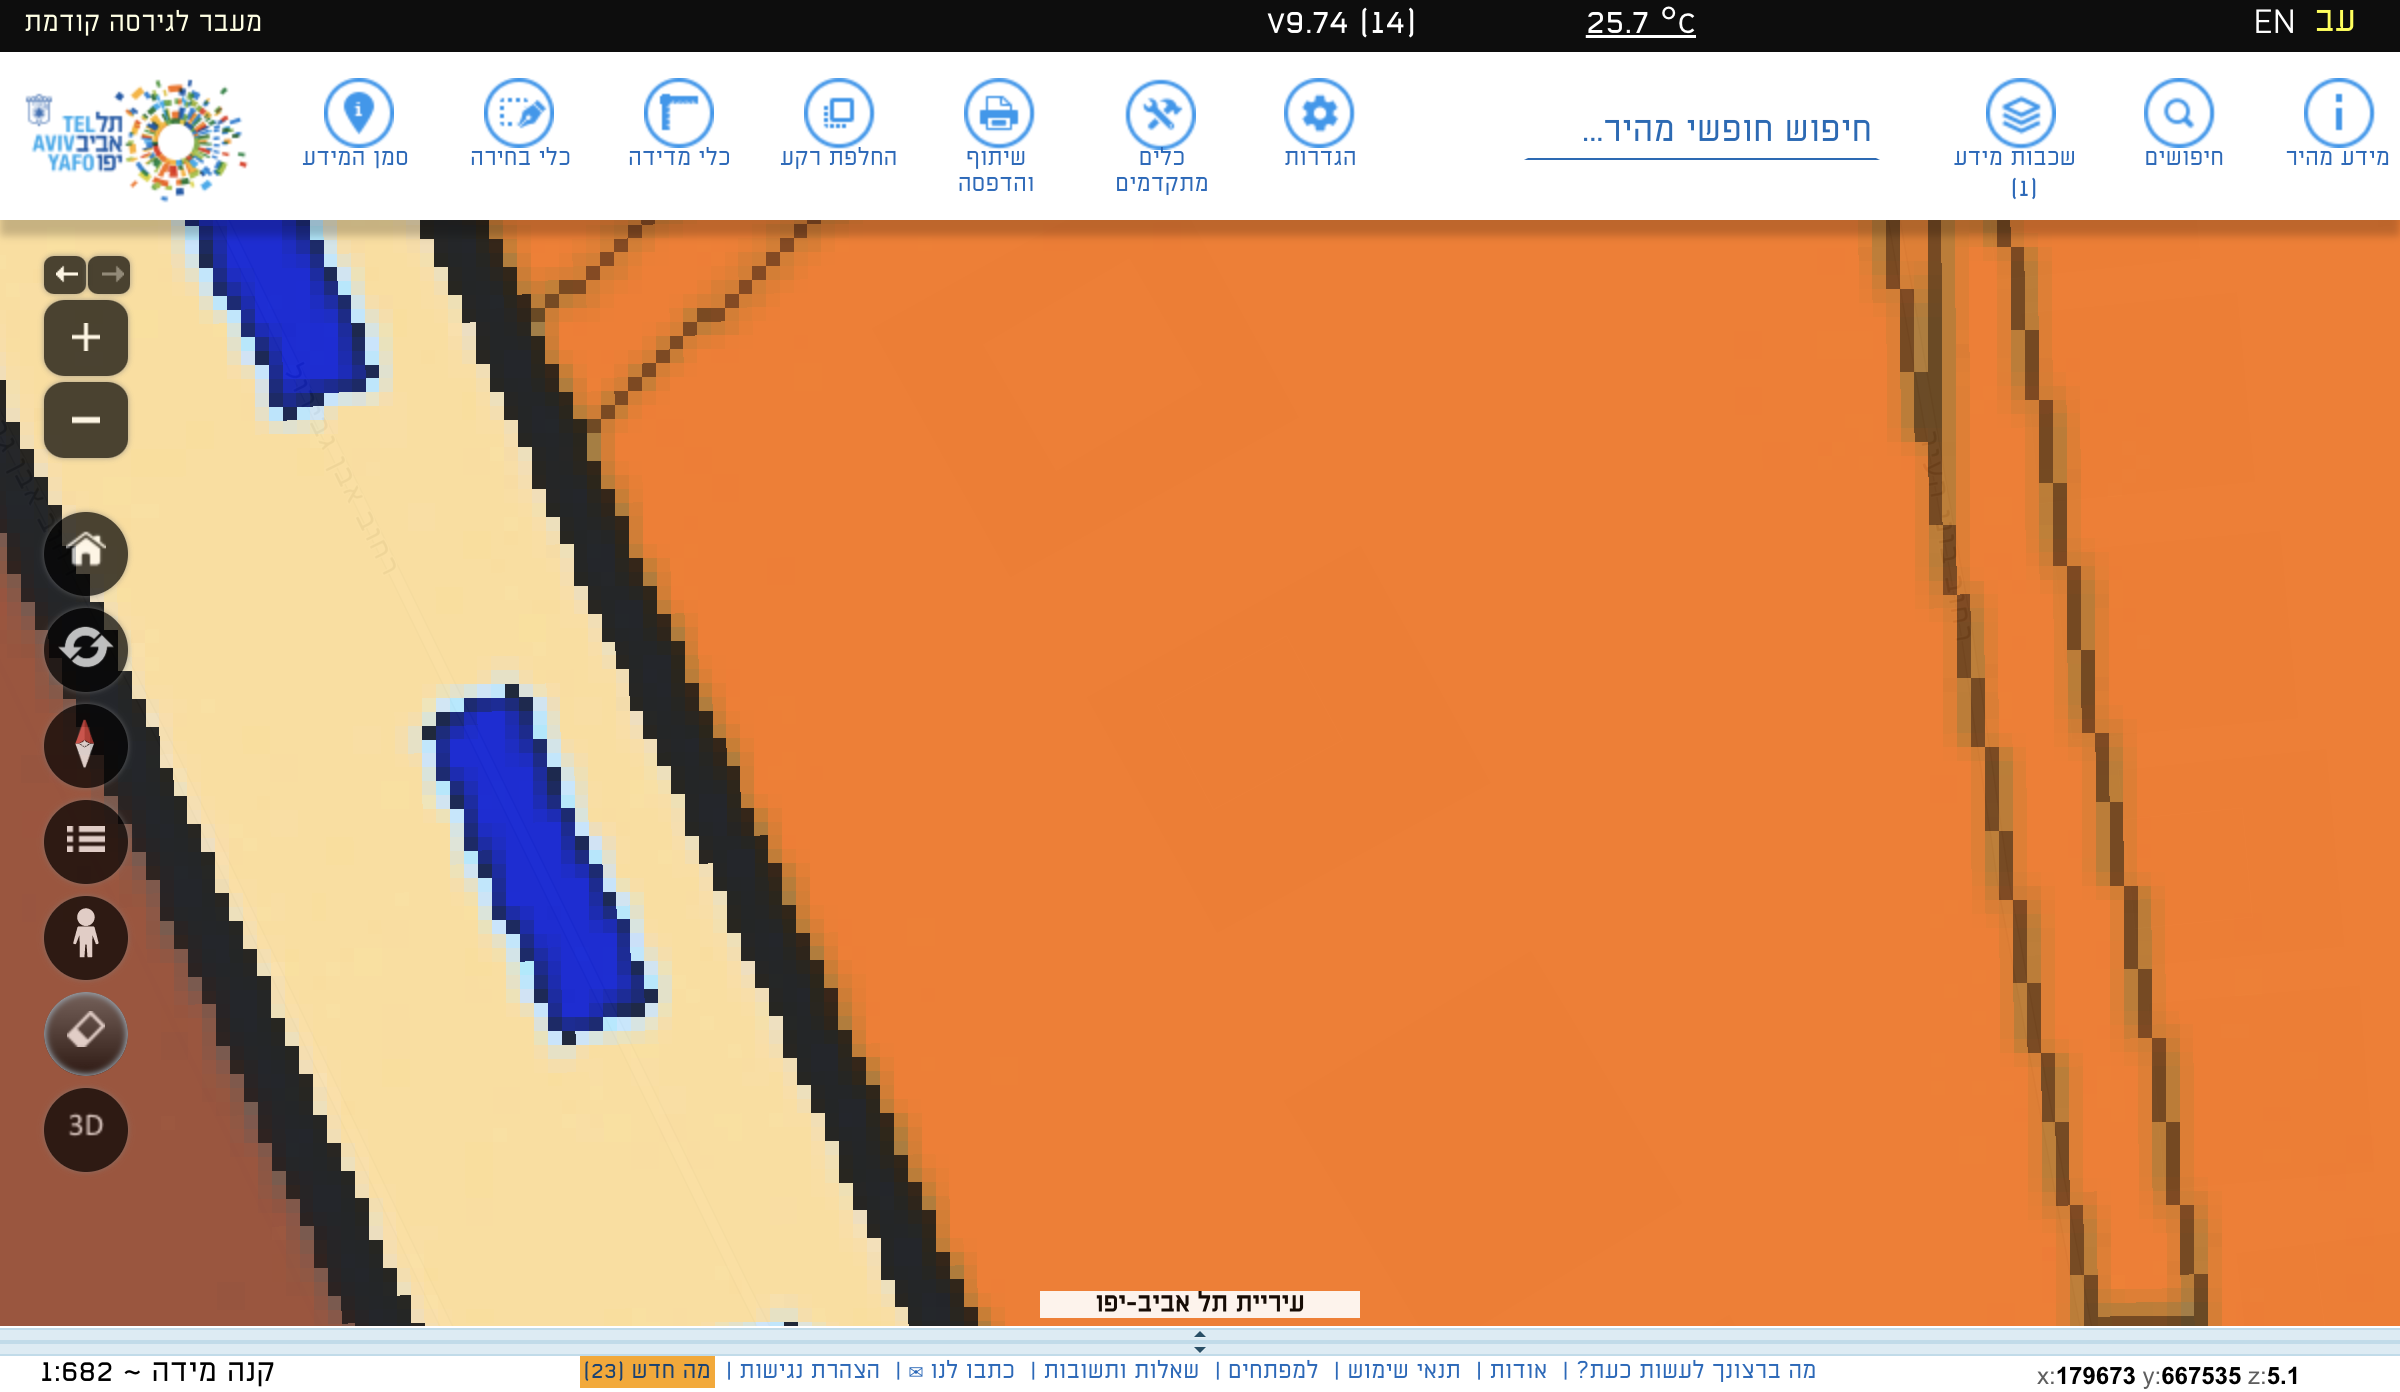 עב EN
25.7 °C
V9.74 (14)
מעבר לגירסה קודמת
מידע מהיר
חיפושים
שכבות מידע
(1)
חיפוש חופשי מהיר...
הגדרות
כלים
מתקדמים
שיתוף
והדפסה
החלפת רקע
כלי מדידה
כלי בחירה
סמן המידע
תל אביב יפו
TEL AVIV YAFO
רחוב אבן גבירול
3D
עיריית תל אביב-יפו
מה ברצונך לעשות כעת? | אודות | תנאי שימוש | למפתחים | שאלות ותשובות | כתבו לנו ✉ | הצהרת נגישות | מה חדש (23)
קנה מידה ~ 1:682
x:179673 y:667535 z:5.1